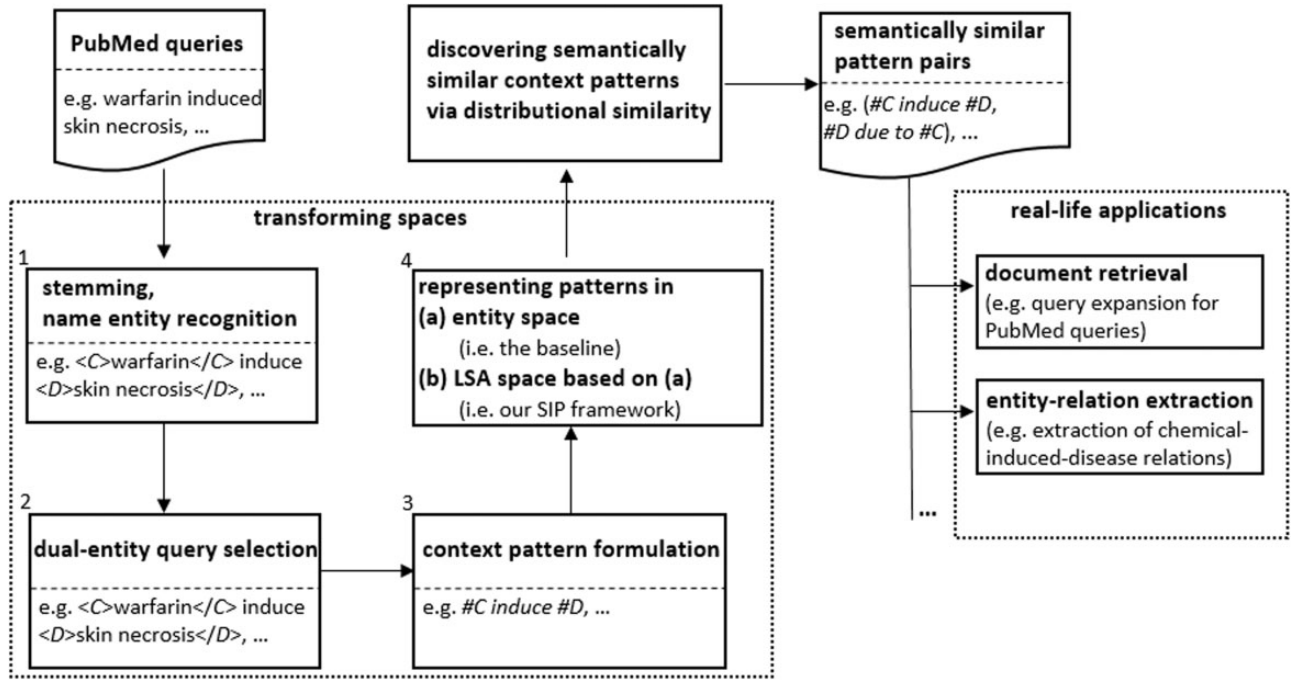 PubMed queries
e.g. warfarin induced
skin necrosis, ...
discovering semantically
similar context patterns
via distributional similarity
semantically similar
pattern pairs
e.g. (#C induce #D,
#D due to #C), ...
transforming spaces
1
stemming,
name entity recognition
e.g. <C>warfarin</C> induce
<D>skin necrosis</D>, ...
2
dual-entity query selection
e.g. <C>warfarin</C> induce
<D>skin necrosis</D>, ...
3
context pattern formulation
e.g. #C induce #D, ...
4
representing patterns in
(a) entity space
(i.e. the baseline)
(b) LSA space based on (a)
(i.e. our SIP framework)
real-life applications
document retrieval
(e.g. query expansion for
PubMed queries)
entity-relation extraction
(e.g. extraction of chemical-
induced-disease relations)
...